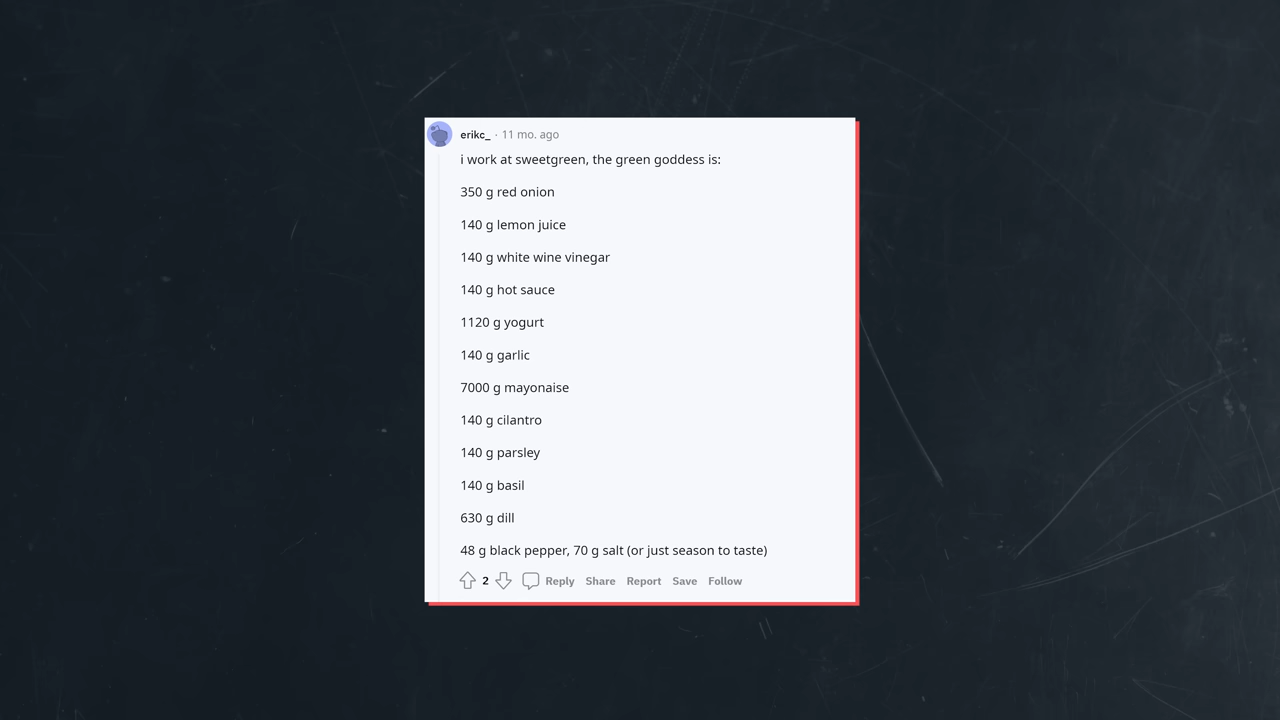 erikc_ · 11 mo. ago
i work at sweetgreen, the green goddess is:
350 g red onion
140 g lemon juice
140 g white wine vinegar
140 g hot sauce
1120 g yogurt
140 g garlic
7000 g mayonaise
140 g cilantro
140 g parsley
140 g basil
630 g dill
48 g black pepper, 70 g salt (or just season to taste)
2 Reply Share Report Save Follow